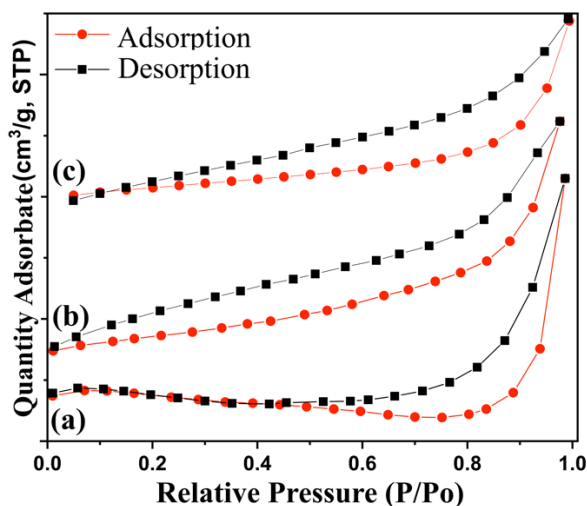 Adsorption
Desorption
Quantity Adsorbate(cm³/g, STP)
(c)
(b)
(a)
0.0 0.2 0.4 0.6 0.8 1.0
Relative Pressure (P/Po)